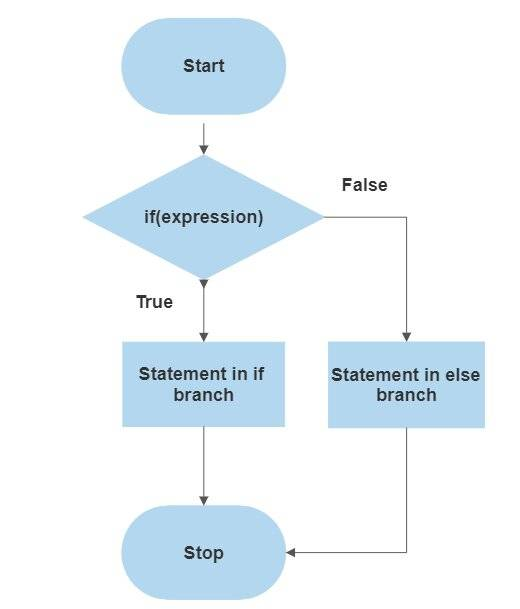 Start
if(expression)
False
True
Statement in if
branch
Statement in else
branch
Stop